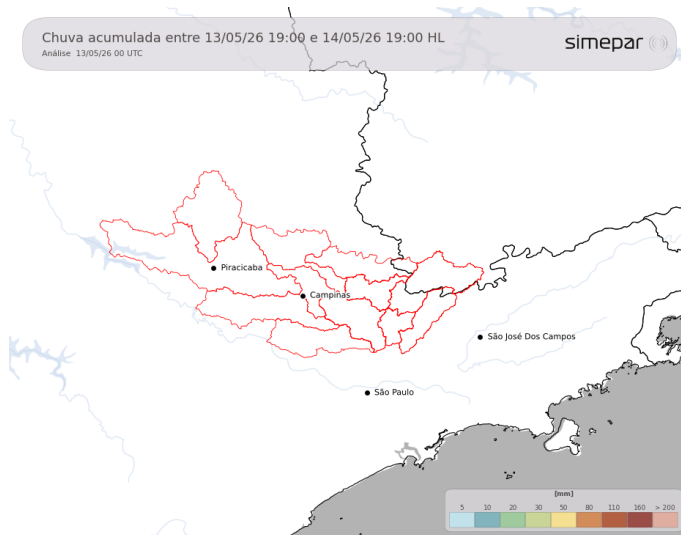 Chuva acumulada entre 13/05/26 19:00 e 14/05/26 19:00 HL
Análise 13/05/26 00 UTC
simepar
Piracicaba
Campinas
São José Dos Campos
São Paulo
[mm]
5 10 20 30 50 80 110 160 > 200